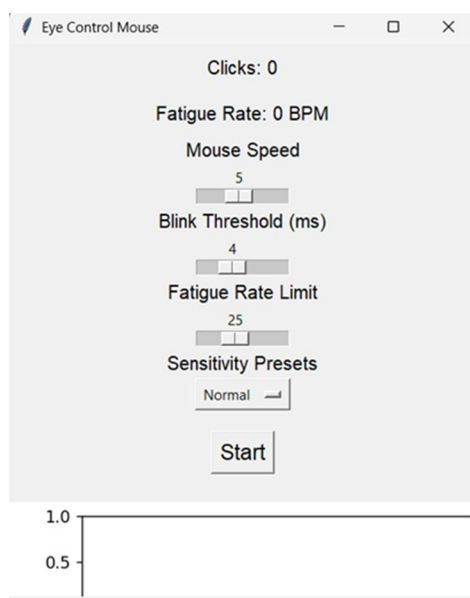 Eye Control Mouse
Clicks: 0
Fatigue Rate: 0 BPM
Mouse Speed
5
Blink Threshold (ms)
4
Fatigue Rate Limit
25
Sensitivity Presets
Normal
Start
1.0
0.5